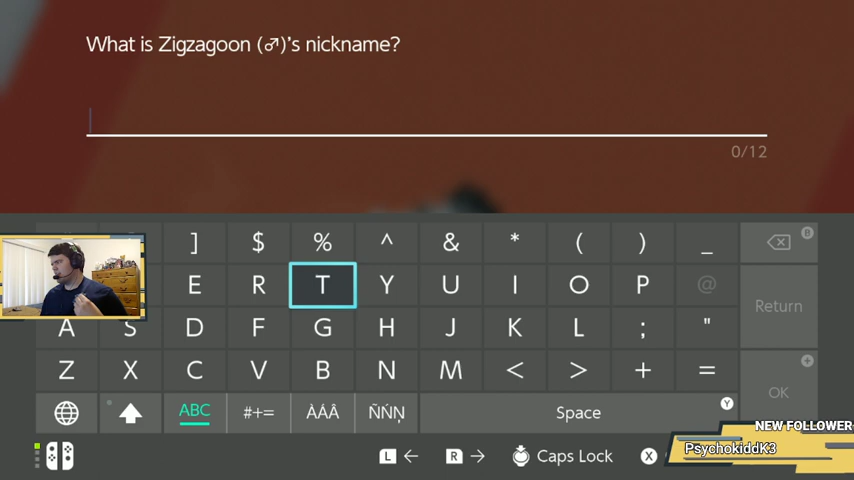 What is Zigzagoon (♂)'s nickname?
0/12
] $ % ^ & * ( ) _
E R T Y U I O P @ Return
A S D F G H J K L ; "
Z X C V B N M < > + = OK
ABC #+= ÀÁÂ ÑŃŅ Space Y
NEW FOLLOWER
PsychokiddK3
L ← R → Caps Lock X